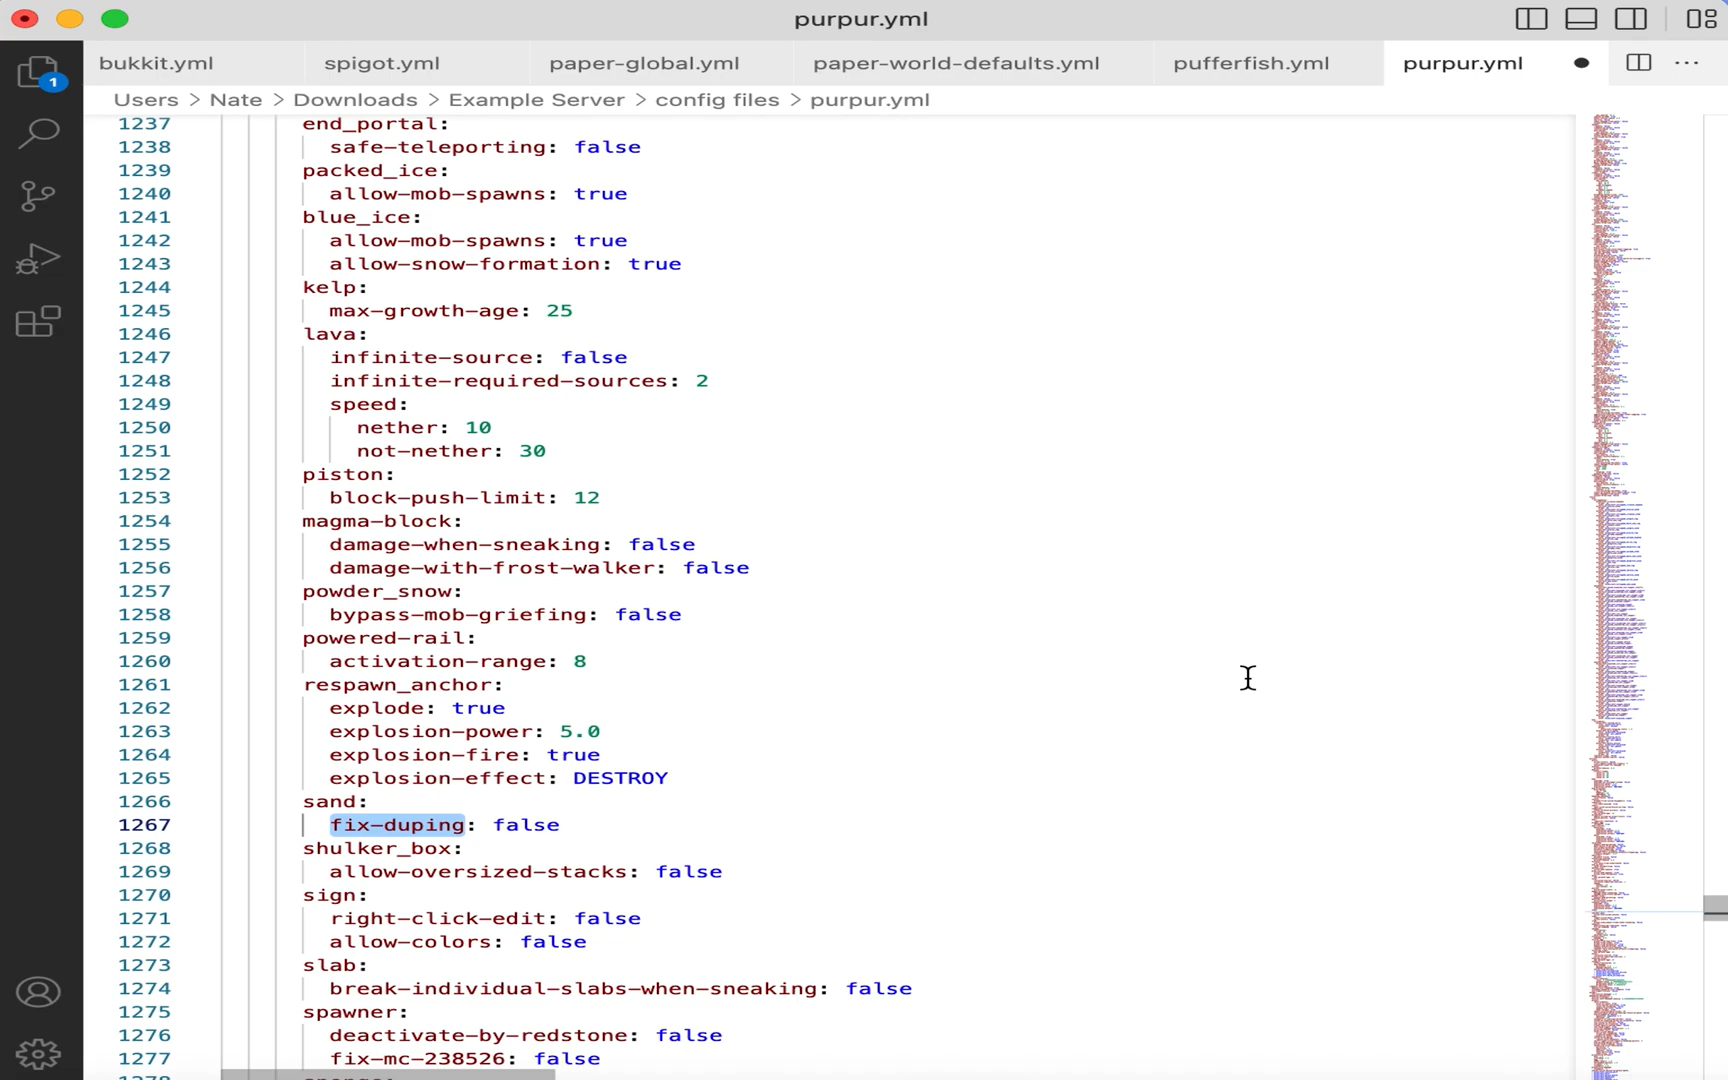 purpur.yml
1
bukkit.yml
spigot.yml
paper-global.yml
paper-world-defaults.yml
pufferfish.yml
purpur.yml
Users > Nate > Downloads > Example Server > config files > purpur.yml
1237 end_portal:
1238 safe-teleporting: false
1239 packed_ice:
1240 allow-mob-spawns: true
1241 blue_ice:
1242 allow-mob-spawns: true
1243 allow-snow-formation: true
1244 kelp:
1245 max-growth-age: 25
1246 lava:
1247 infinite-source: false
1248 infinite-required-sources: 2
1249 speed:
1250 nether: 10
1251 not-nether: 30
1252 piston:
1253 block-push-limit: 12
1254 magma-block:
1255 damage-when-sneaking: false
1256 damage-with-frost-walker: false
1257 powder_snow:
1258 bypass-mob-griefing: false
1259 powered-rail:
1260 activation-range: 8
1261 respawn_anchor:
1262 explode: true
1263 explosion-power: 5.0
1264 explosion-fire: true
1265 explosion-effect: DESTROY
1266 sand:
1267 fix-duping: false
1268 shulker_box:
1269 allow-oversized-stacks: false
1270 sign:
1271 right-click-edit: false
1272 allow-colors: false
1273 slab:
1274 break-individual-slabs-when-sneaking: false
1275 spawner:
1276 deactivate-by-redstone: false
1277 fix-mc-238526: false